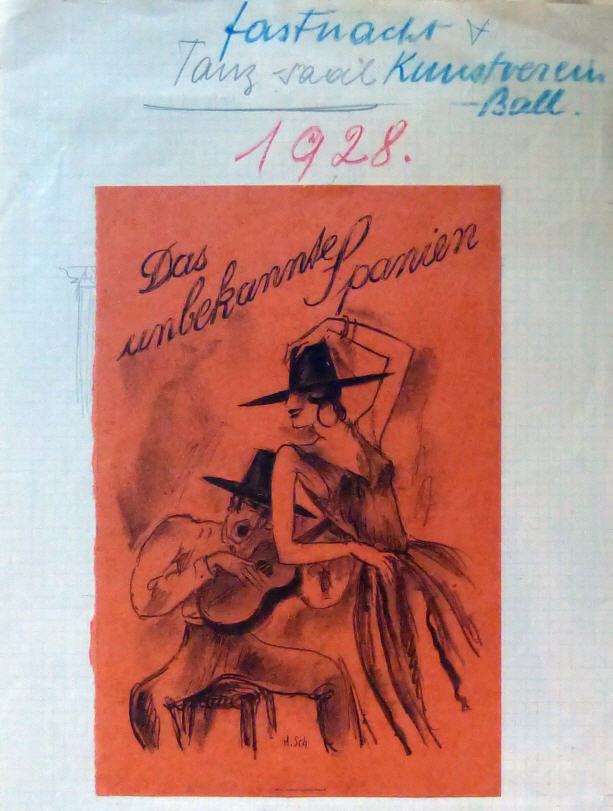 fastnacht
Tanz-saal Kunstverein
-Ball.
1928.
Das
unbekannte Spanien
H. Sch